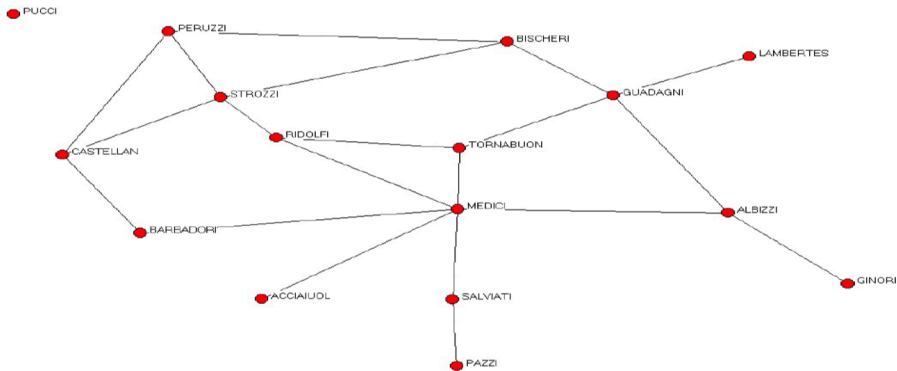 PUCCI
PERUZZI
BISCHERI
LAMBERTES
STROZZI
GUADAGNI
RIDOLFI
TORNABUON
CASTELLAN
MEDICI
ALBIZZI
BARBADORI
GINORI
ACCIAIUOL
SALVIATI
PAZZI